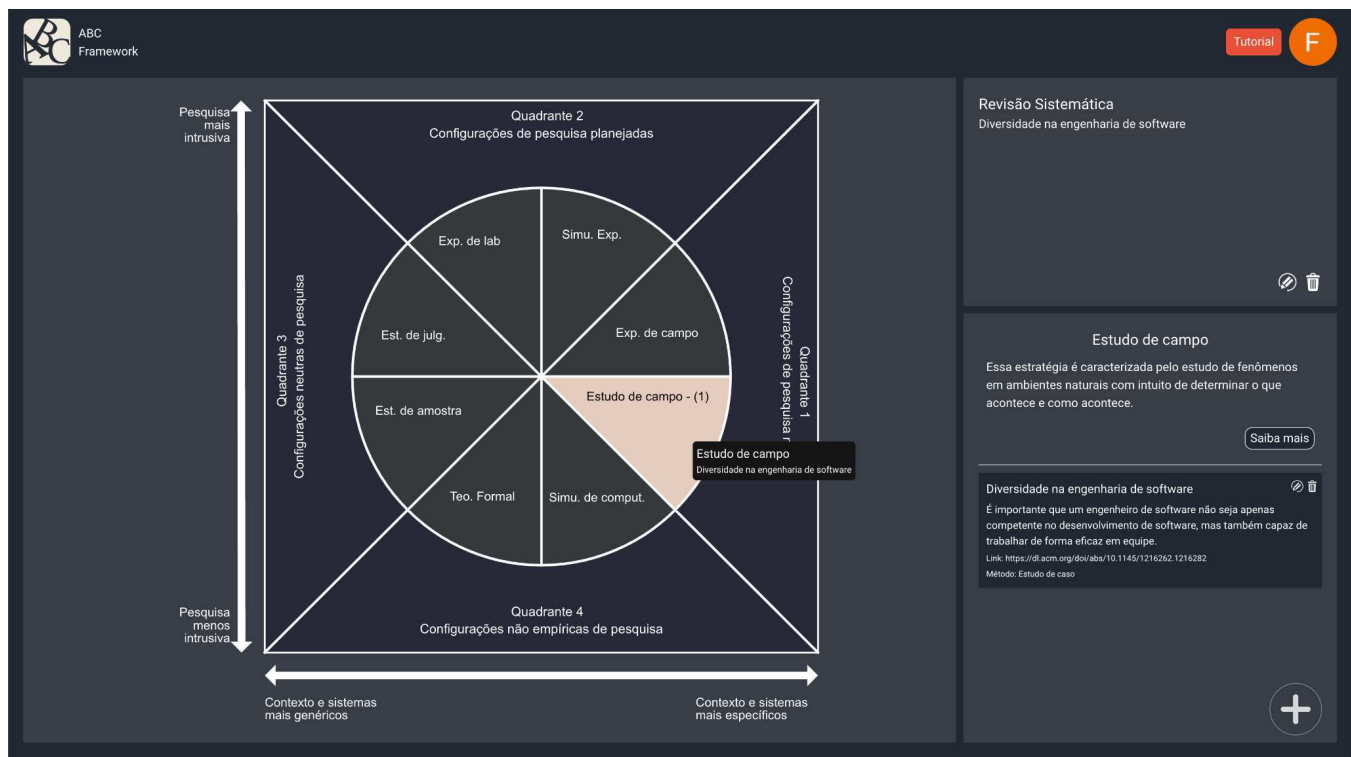 ABC
Framework
Tutorial
F
Pesquisa
mais
intrusiva
Quadrante 2
Configurações de pesquisa planejadas
Exp. de lab
Simu. Exp.
Est. de julg.
Exp. de campo
Quadrante 3
Configurações neutras de pesquisa
Quadrante 1
Configurações de pesquisa
Est. de amostra
Estudo de campo - (1)
Estudo de campo
Diversidade na engenharia de software
Teo. Formal
Simu. de comput.
Pesquisa
menos
intrusiva
Quadrante 4
Configurações não empíricas de pesquisa
Contexto e sistemas
mais genéricos
Contexto e sistemas
mais específicos
Revisão Sistemática
Diversidade na engenharia de software
Estudo de campo
Essa estratégia é caracterizada pelo estudo de fenômenos
em ambientes naturais com intuito de determinar o que
acontece e como acontece.
Saiba mais
Diversidade na engenharia de software
É importante que um engenheiro de software não seja apenas
competente no desenvolvimento de software, mas também capaz de
trabalhar de forma eficaz em equipe.
Link: https://dl.acm.org/doi/abs/10.1145/1216262.1216282
Método: Estudo de caso